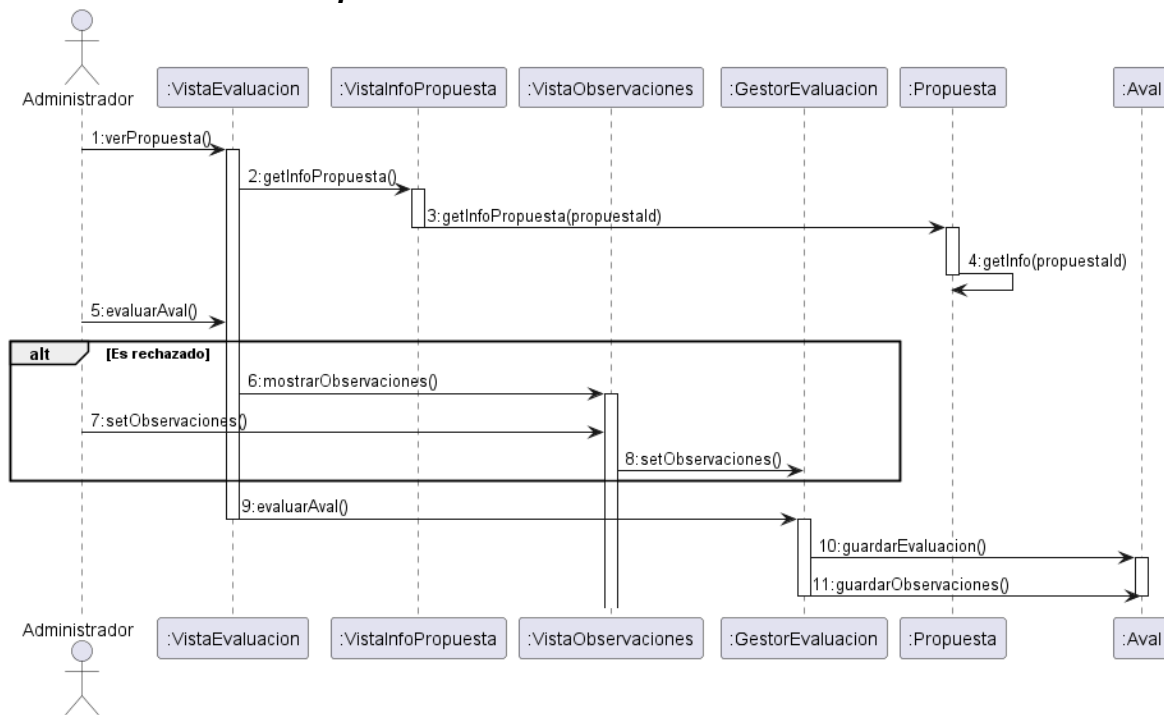 Administrador
:VistaEvaluacion
:VistaInfoPropuesta
:VistaObservaciones
:GestorEvaluacion
:Propuesta
:Aval
1:verPropuesta()
2:getInfoPropuesta()
3:getInfoPropuesta(propuestaId)
4:getInfo(propuestaId)
5:evaluarAval()
alt
[Es rechazado]
6:mostrarObservaciones()
7:setObservaciones()
8:setObservaciones()
9:evaluarAval()
10:guardarEvaluacion()
11:guardarObservaciones()
Administrador
:VistaEvaluacion
:VistaInfoPropuesta
:VistaObservaciones
:GestorEvaluacion
:Propuesta
:Aval